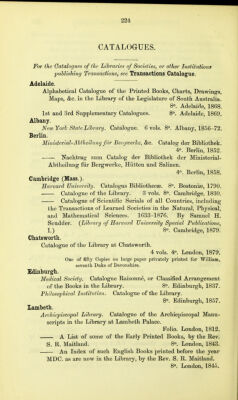 224
CATALOGUES.
For the Catalogues of the Libraries of Societies, or other Institutions
publishing Transactions, see Transactions Catalogue.
Adelaide.
Alphabetical Catalogue of the Printed Books, Charts, Drawings,
Maps, &c. in the Library of the Legislature of South Australia.
8º. Adelaide, 1868.
1st and 3rd Supplementary Catalogues. 8º. Adelaide, 1869.
Albany.
New York State Library. Catalogue. 6 vols. 8º. Albany, 1856-72.
Berlin.
Ministerial-Abtheilung für Bergwerke, &c. Catalog der Bibliothek.
4º. Berlin, 1852.
—— Nachtrag zum Catalog der Bibliothek der Ministerial-
Abtheilung für Bergwerke, Hütten und Salinen.
4º. Berlin, 1858.
Cambridge (Mass.).
Harvard University. Catalogus Bibliothecæ. 8º. Bostoniæ, 1790.
—— Catalogue of the Library. 3 vols. 8º. Cambridge, 1830.
—— Catalogue of Scientific Serials of all Countries, including
the Transactions of Learned Societies in the Natural, Physical,
and Mathematical Sciences. 1633-1876. By Samuel H.
Scudder. (Library of Harvard University Special Publications,
I.) 8º. Cambridge, 1879.
Chatsworth.
Catalogue of the Library at Chatsworth.
4 vols. 4º. London, 1879.
One of fifty Copies on large paper privately printed for William,
seventh Duke of Devonshire.
Edinburgh.
Medical Society. Catalogue Raisonné, or Classified Arrangement
of the Books in the Library. 8º. Edinburgh, 1837.
Philosophical Institution. Catalogue of the Library.
8º. Edinburgh, 1857.
Lambeth.
Archiepiscopal Library. Catalogue of the Archiepiscopal Manu-
scripts in the Library at Lambeth Palace.
Folio. London, 1812.
—— A List of some of the Early Printed Books, by the Rev.
S. R. Maitland. 8º. London, 1843.
—— An Index of such English Books printed before the year
MDC. as are now in the Library, by the Rev. S. R. Maitland.
8º. London, 1845.